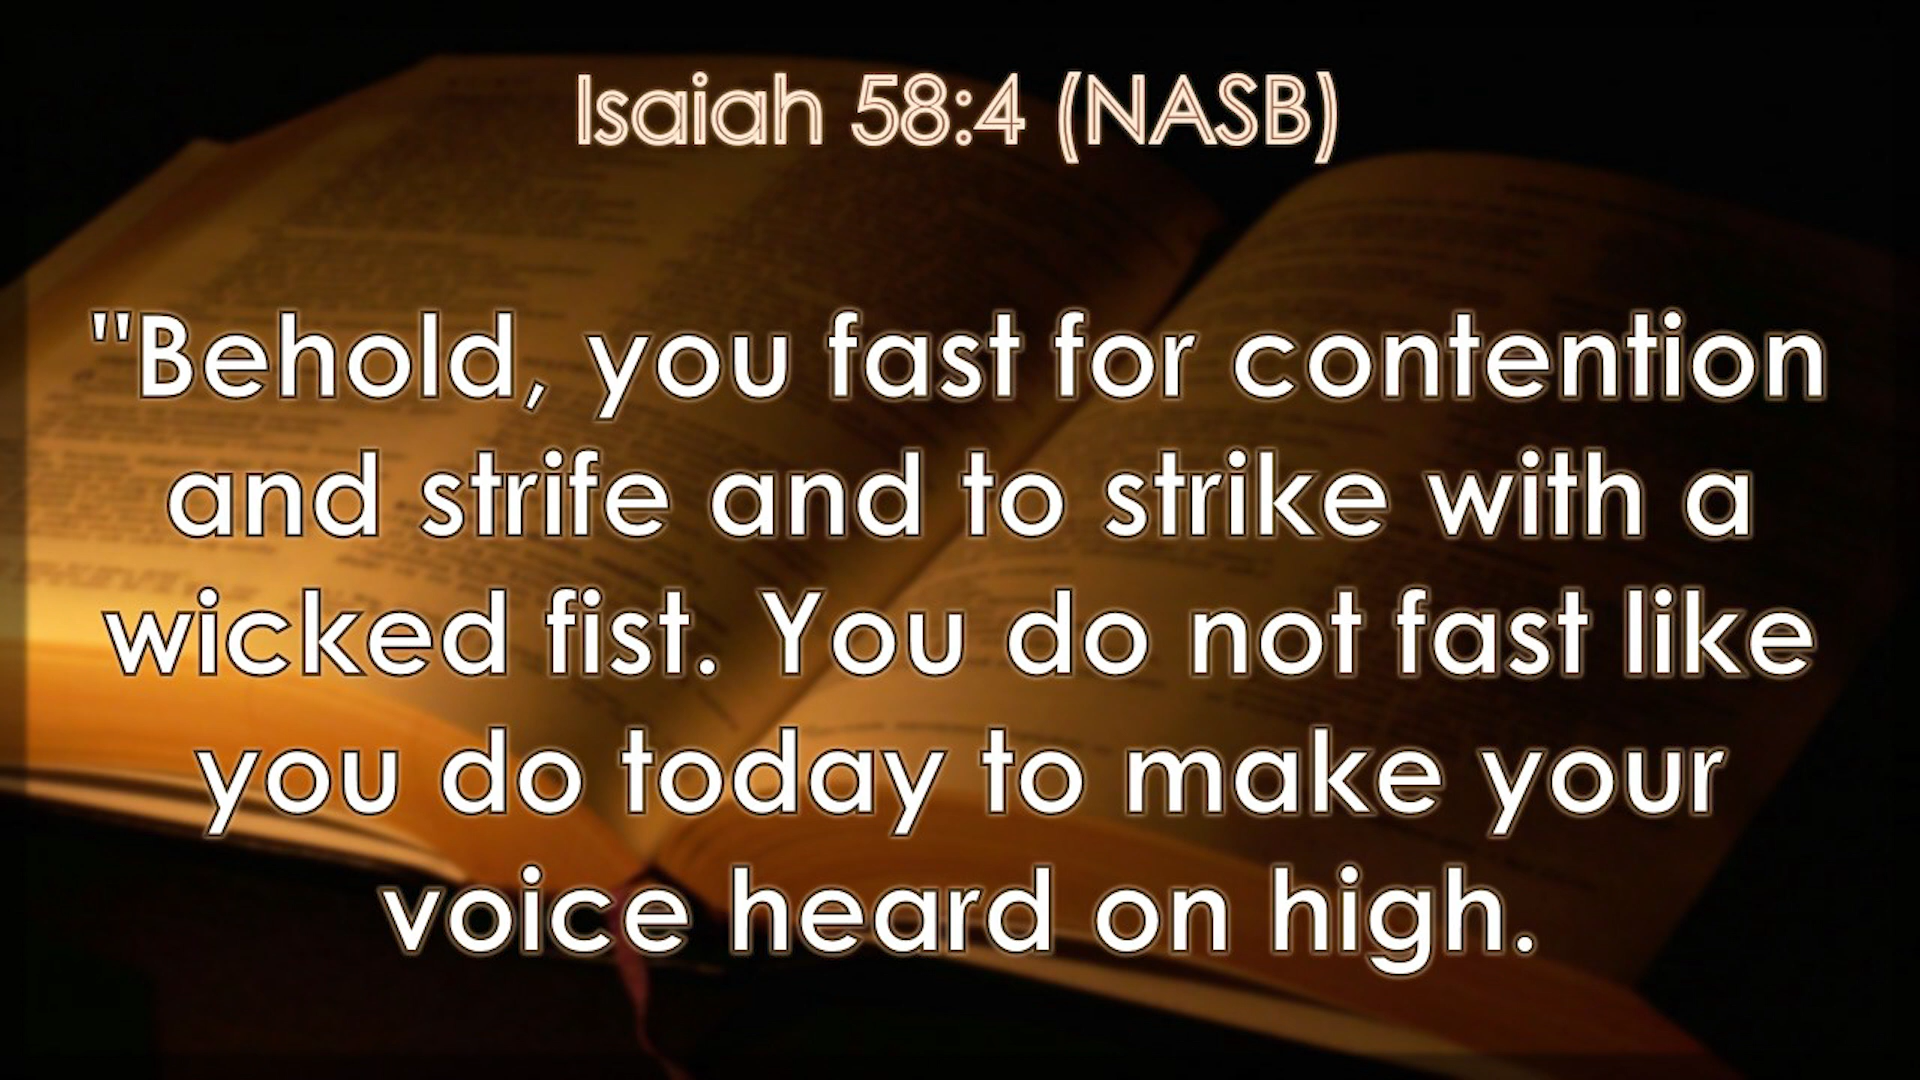 Isaiah 58:4 (NASB)
"Behold, you fast for contention
and strife and to strike with a
wicked fist. You do not fast like
you do today to make your
voice heard on high.